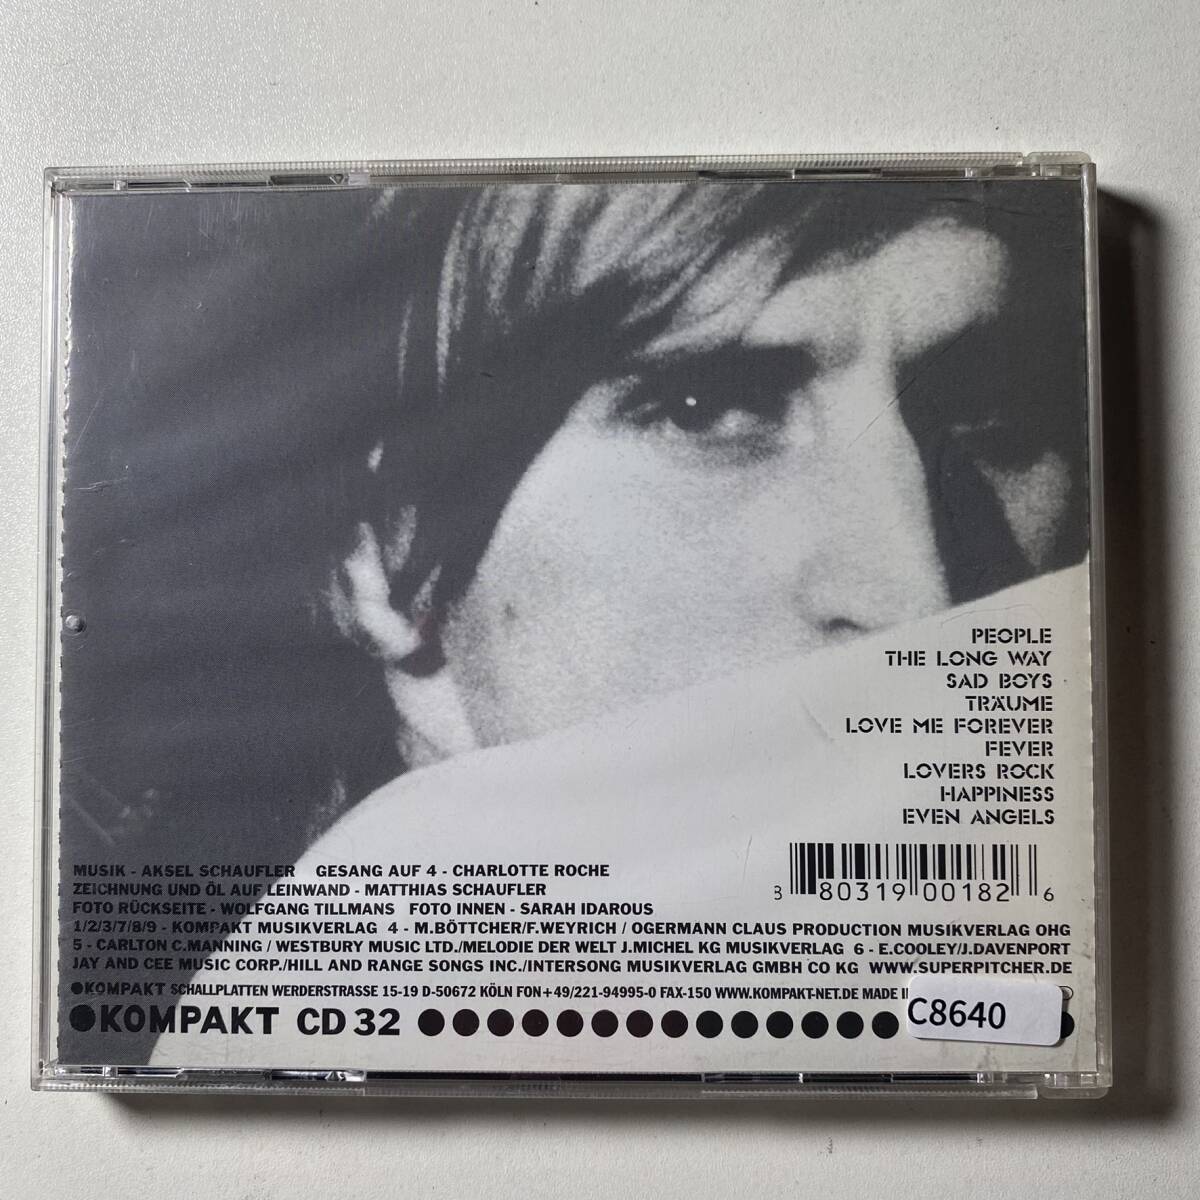 PEOPLE
THE LONG WAY
SAD BOYS
TRÄUME
LOVE ME FOREVER
FEVER
LOVERS ROCK
HAPPINESS
EVEN ANGELS
8 80319 00182 6
MUSIK - AKSEL SCHAUFLER GESANG AUF 4 - CHARLOTTE ROCHE
ZEICHNUNG UND ÖL AUF LEINWAND - MATTHIAS SCHAUFLER
FOTO RÜCKSEITE - WOLFGANG TILLMANS FOTO INNEN - SARAH IDAROUS
1/2/3/7/8/9 - KOMPAKT MUSIKVERLAG 4 - M.BÖTTCHER/F.WEYRICH / OGERMANN CLAUS PRODUCTION MUSIKVERLAG OHG
5 - CARLTON C.MANNING / WESTBURY MUSIC LTD./MELODIE DER WELT J.MICHEL KG MUSIKVERLAG 6 - E.COOLEY/J.DAVENPORT
JAY AND CEE MUSIC CORP./HILL AND RANGE SONGS INC./INTERSONG MUSIKVERLAG GMBH CO KG WWW.SUPERPITCHER.DE
KOMPAKT SCHALLPLATTEN WERDERSTRASSE 15-19 D-50672 KÖLN FON+49/221-94995-0 FAX-150 WWW.KOMPAKT-NET.DE MADE
KOMPAKT CD 32
C8640